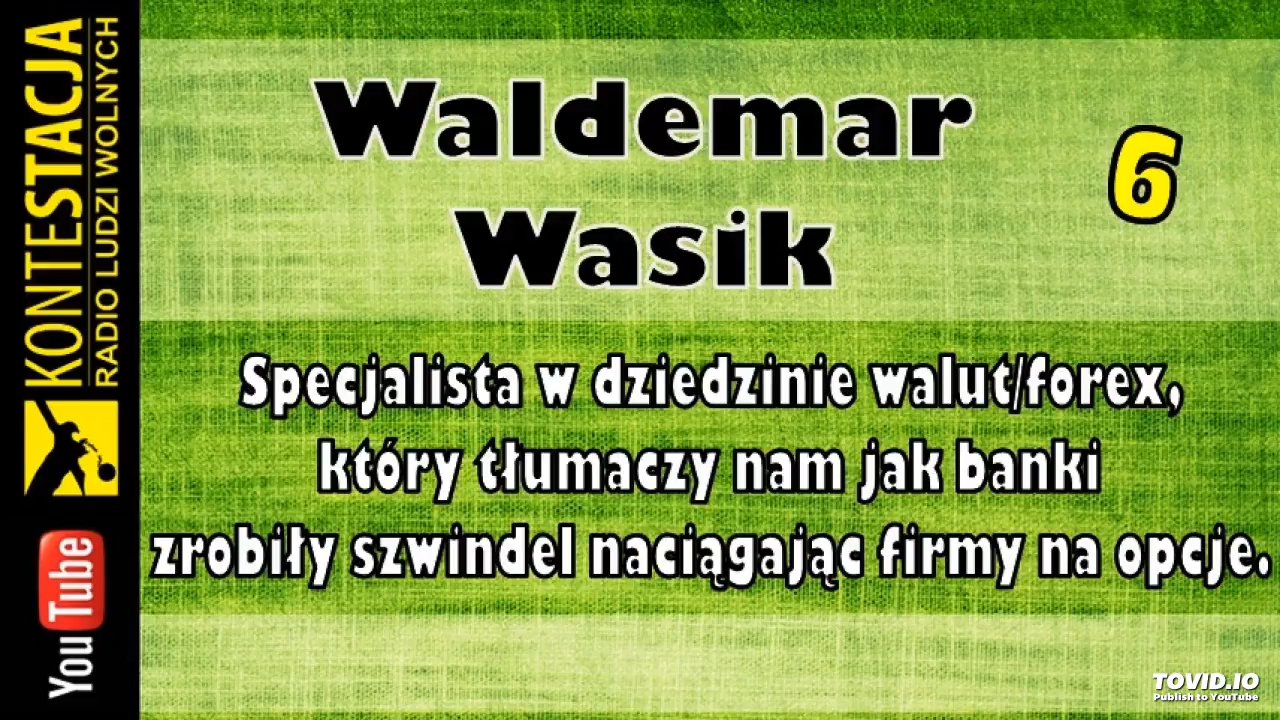 KONTESTACJA
RADIO LUDZI WOLNYCH
YouTube
Waldemar
Wasik
6
Specjalista w dziedzinie walut/forex,
który tłumaczy nam jak banki
zrobiły szwindel naciągając firmy na opcje.
TOVID.IO
Publish to YouTube